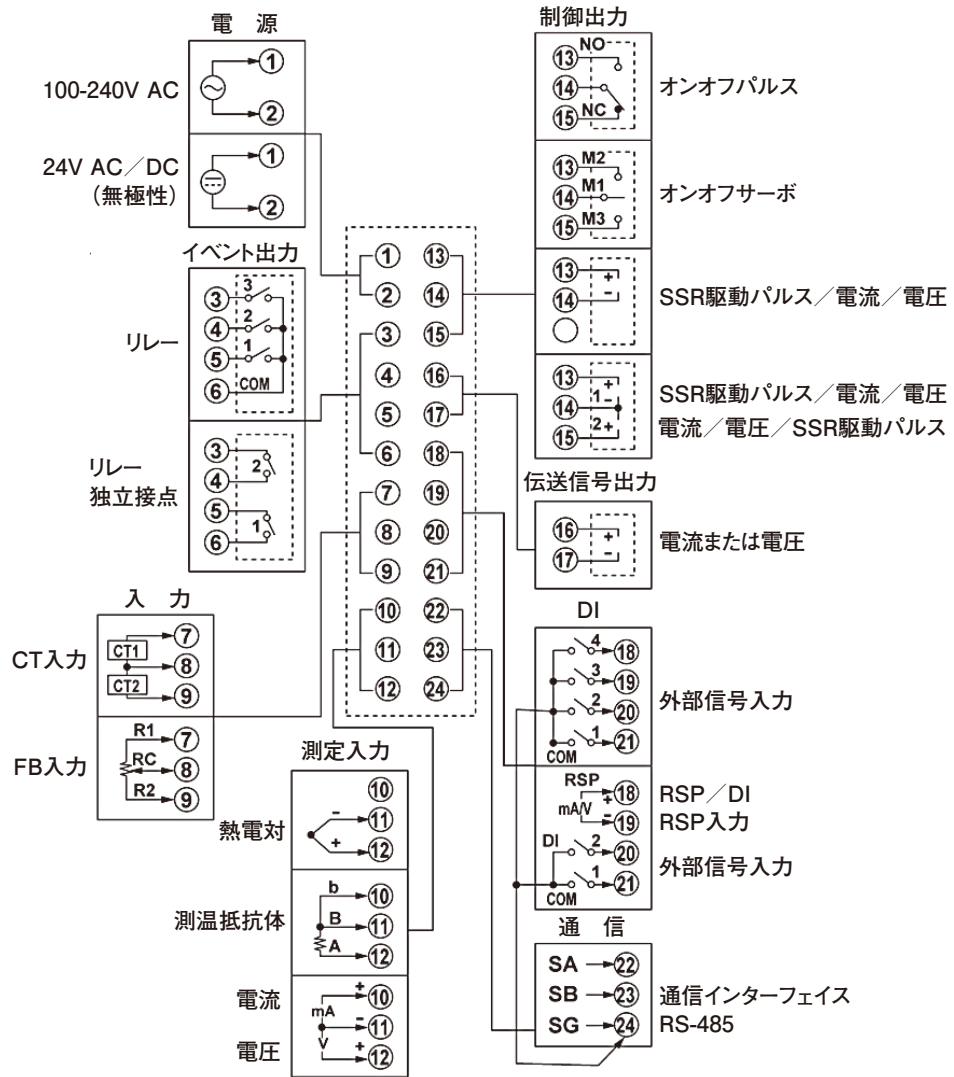 電　源
100-240V AC
①
②
24V AC／DC
（無極性）
①
②
イベント出力
リレー
③ 3
④ 2
⑤ 1
⑥ COM
リレー
独立接点
③
④ 2
⑤
⑥ 1
入　力
CT入力
CT1 ⑦
⑧
CT2 ⑨
FB入力
R1 ⑦
RC ⑧
R2 ⑨
① ⑬
② ⑭
③ ⑮
④ ⑯
⑤ ⑰
⑥ ⑱
⑦ ⑲
⑧ ⑳
⑨ ㉑
⑩ ㉒
⑪ ㉓
⑫ ㉔
測定入力
熱電対
⑩
- ⑪
+ ⑫
測温抵抗体
b ⑩
B ⑪
A ⑫
電流
電圧
+ ⑩
mA
- ⑪
V
+ ⑫
制御出力
⑬ NO
⑭
⑮ NC
オンオフパルス
⑬ M2
⑭ M1
⑮ M3
オンオフサーボ
⑬ +
⑭ -
SSR駆動パルス／電流／電圧
⑬ +
⑭ 1 -
⑮ 2 +
SSR駆動パルス／電流／電圧
電流／電圧／SSR駆動パルス
伝送信号出力
⑯ +
⑰ -
電流または電圧
DI
4 ⑱
3 ⑲
2 ⑳
1 ㉑
COM
外部信号入力
RSP
mA/V
+ ⑱
- ⑲
RSP／DI
RSP入力
DI 2 ⑳
1 ㉑
COM
外部信号入力
通　信
SA ㉒
SB ㉓
SG ㉔
通信インターフェイス
RS-485